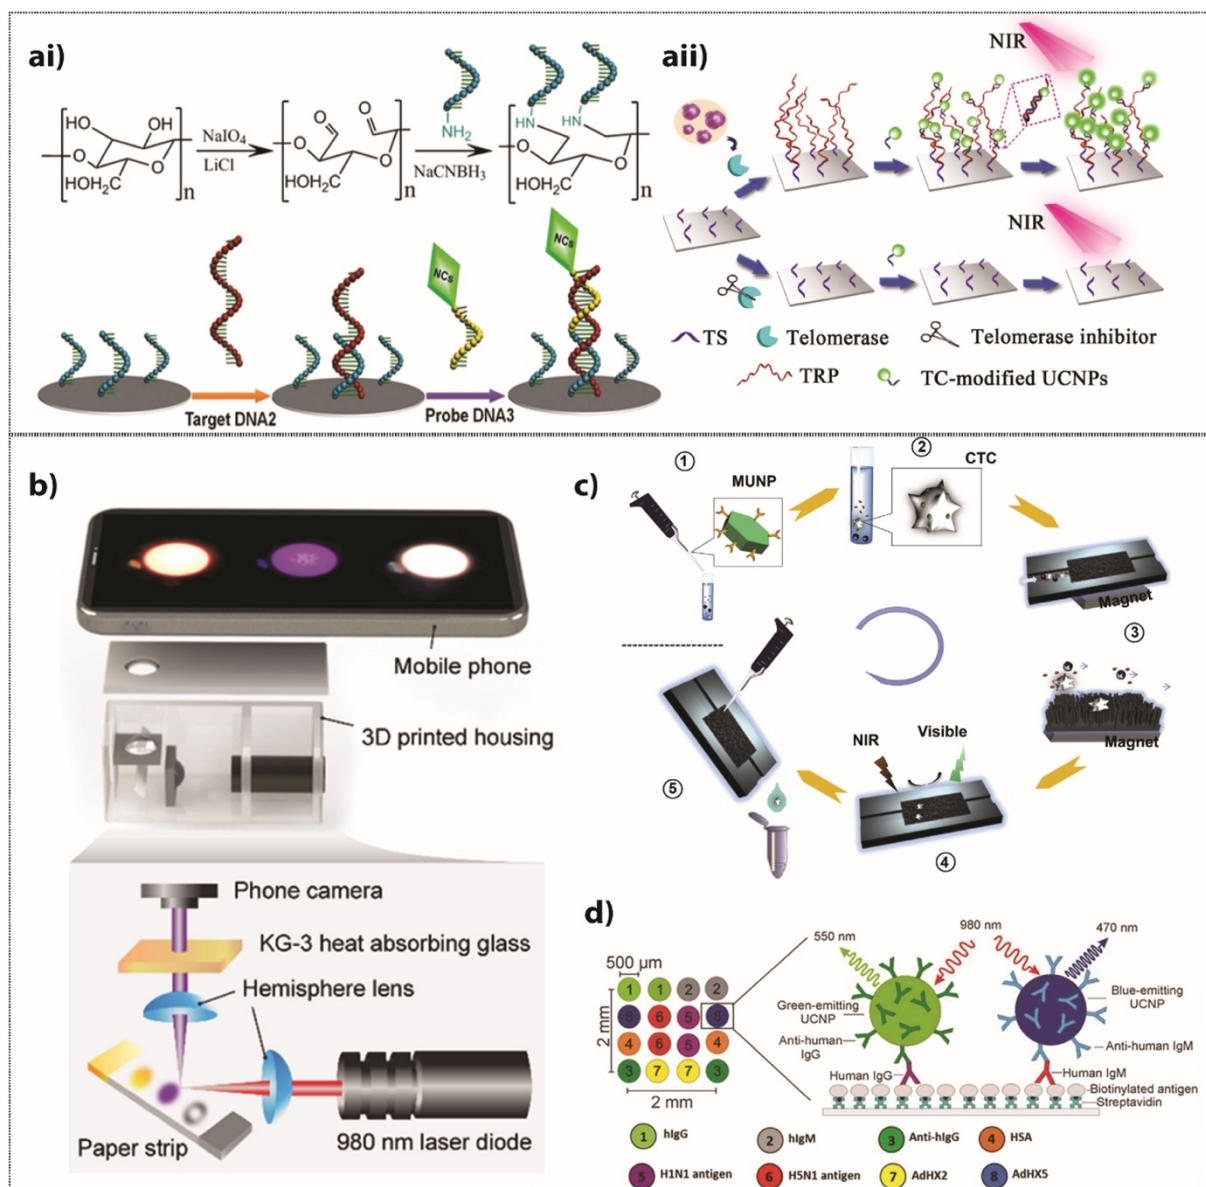 ai)
HO
OH
O
O
HOH₂C
n
NaIO₄
LiCl
O
O
O
HOH₂C
n
NH₂
NaCNBH₃
HN
HN
O
HOH₂C
n
NCs
NCs
Target DNA2
Probe DNA3
aii)
NIR
NIR
TS
Telomerase
Telomerase inhibitor
TRP
TC-modified UCNPs
b)
Mobile phone
3D printed housing
Phone camera
KG-3 heat absorbing glass
Hemisphere lens
Paper strip
980 nm laser diode
c)
1
MUNP
2
CTC
Magnet
3
Magnet
NIR
Visible
4
5
d)
500 µm
1 1 2 2
8 6 5 8
4 6 5 4
3 7 7 3
2 mm
2 mm
550 nm
980 nm
470 nm
Green-emitting
UCNP
Blue-emitting
UCNP
Anti-human
IgG
Anti-human IgM
Human IgG
Human IgM
Biotinylated antigen
Streptavidin
1 hIgG
2 hIgM
3 Anti-hIgG
4 HSA
5 H1N1 antigen
6 H5N1 antigen
7 AdHX2
8 AdHX5